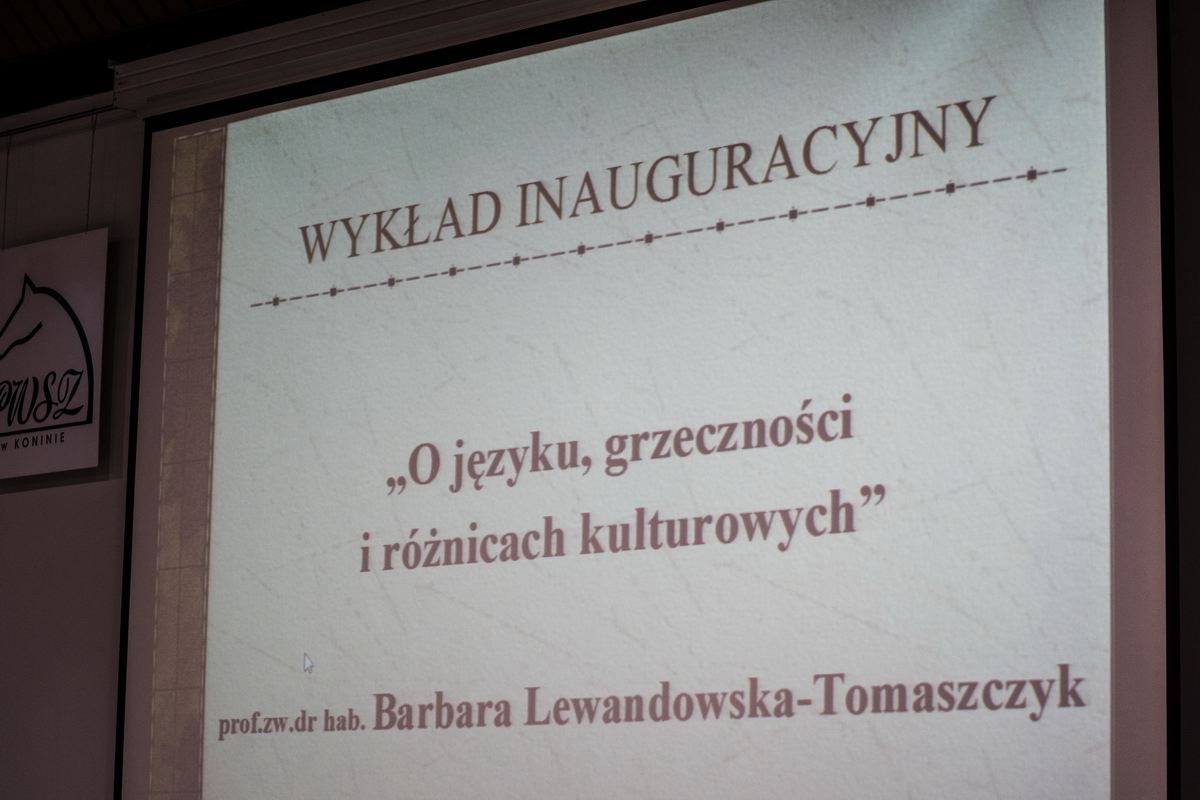 WYKŁAD INAUGURACYJNY
„O języku, grzeczności
i różnicach kulturowych”
prof.zw.dr hab. Barbara Lewandowska-Tomaszczyk
PWSZ
w KONINIE